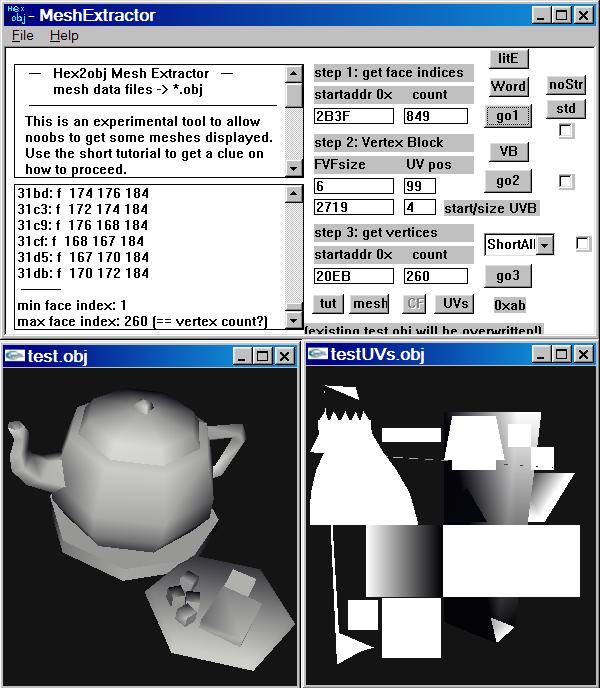 Hex
obj - MeshExtractor
File Help
— Hex2obj Mesh Extractor —
mesh data files -> *.obj
This is an experimental tool to allow
noobs to get some meshes displayed.
Use the short tutorial to get a clue on
how to proceed.
31bd: f 174 176 184
31c3: f 172 174 184
31c9: f 176 168 184
31cf: f 168 167 184
31d5: f 167 170 184
31db: f 170 172 184
min face index: 1
max face index: 260 (== vertex count?)
step 1: get face indices
startaddr 0x count
2B3F 849
step 2: Vertex Block
FVFsize UV pos
6 99
2719 4 start/size UVB
step 3: get vertices
startaddr 0x count
20EB 260
tut mesh CF UVs
(existing test.obj will be overwritten!)
litE
Word noStr
go1 std
VB
go2
ShortAll
go3
0xab
test.obj
testUVs.obj